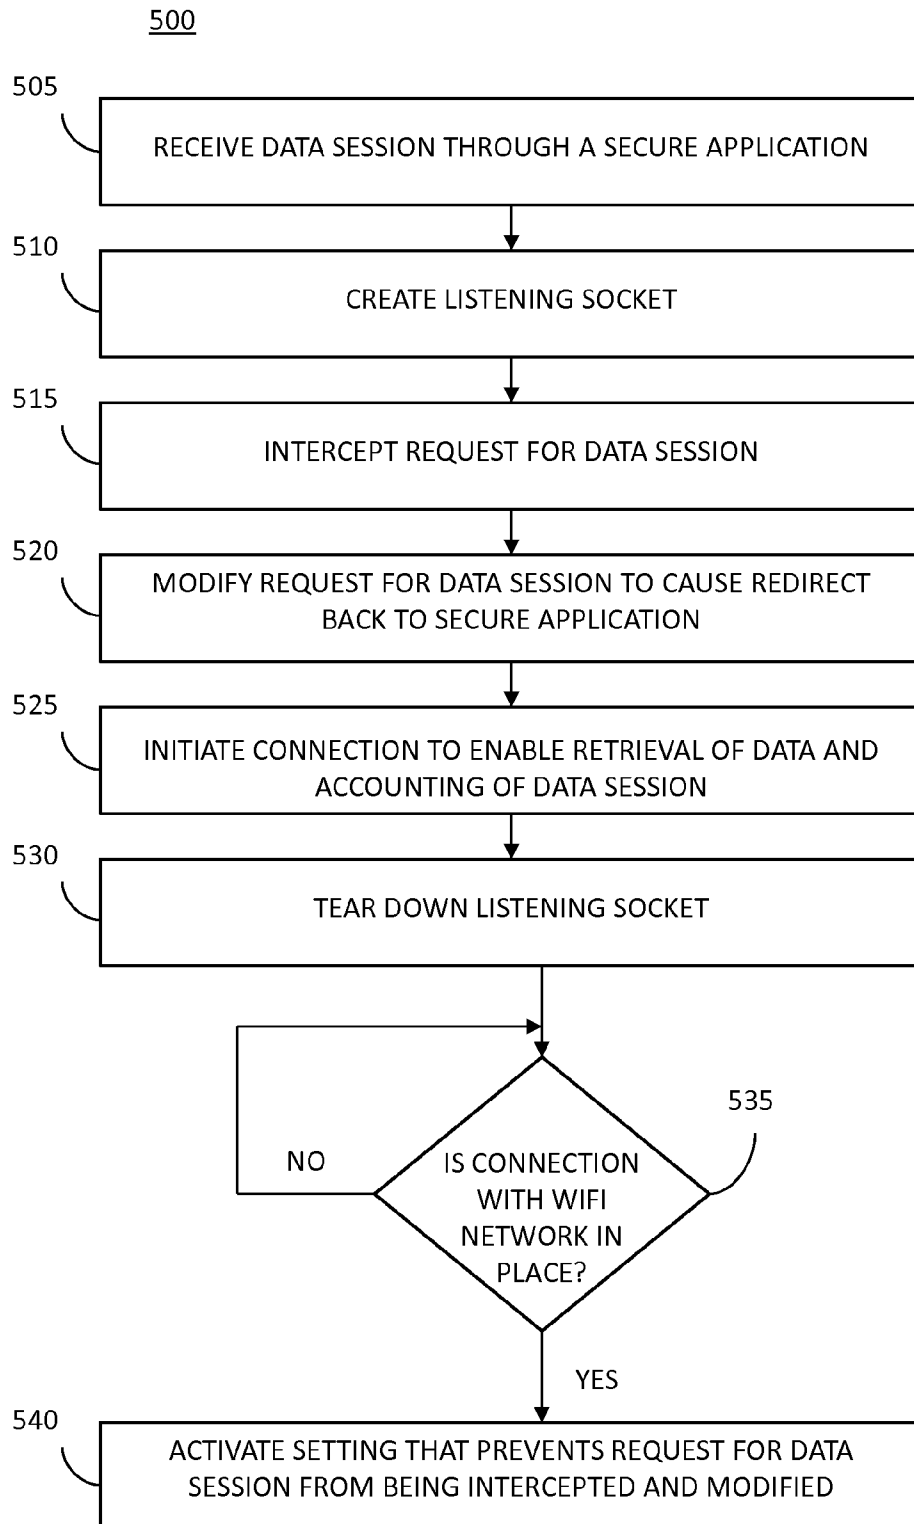 500
505
RECEIVE DATA SESSION THROUGH A SECURE APPLICATION
510
CREATE LISTENING SOCKET
515
INTERCEPT REQUEST FOR DATA SESSION
520
MODIFY REQUEST FOR DATA SESSION TO CAUSE REDIRECT
BACK TO SECURE APPLICATION
525
INITIATE CONNECTION TO ENABLE RETRIEVAL OF DATA AND
ACCOUNTING OF DATA SESSION
530
TEAR DOWN LISTENING SOCKET
535
NO
IS CONNECTION
WITH WIFI
NETWORK IN
PLACE?
YES
540
ACTIVATE SETTING THAT PREVENTS REQUEST FOR DATA
SESSION FROM BEING INTERCEPTED AND MODIFIED